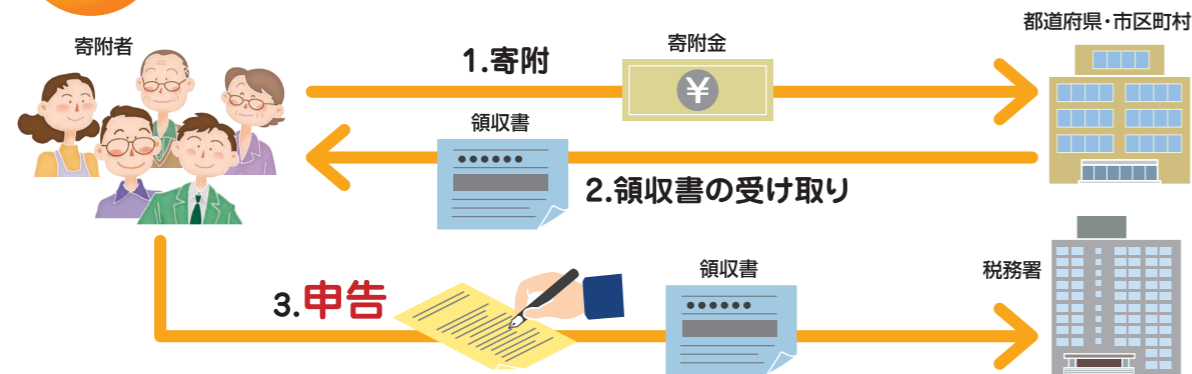 都道府県・市区町村
寄附者
寄附金
1.寄附
¥
領収書
2.領収書の受け取り
領収書
税務署
3.申告